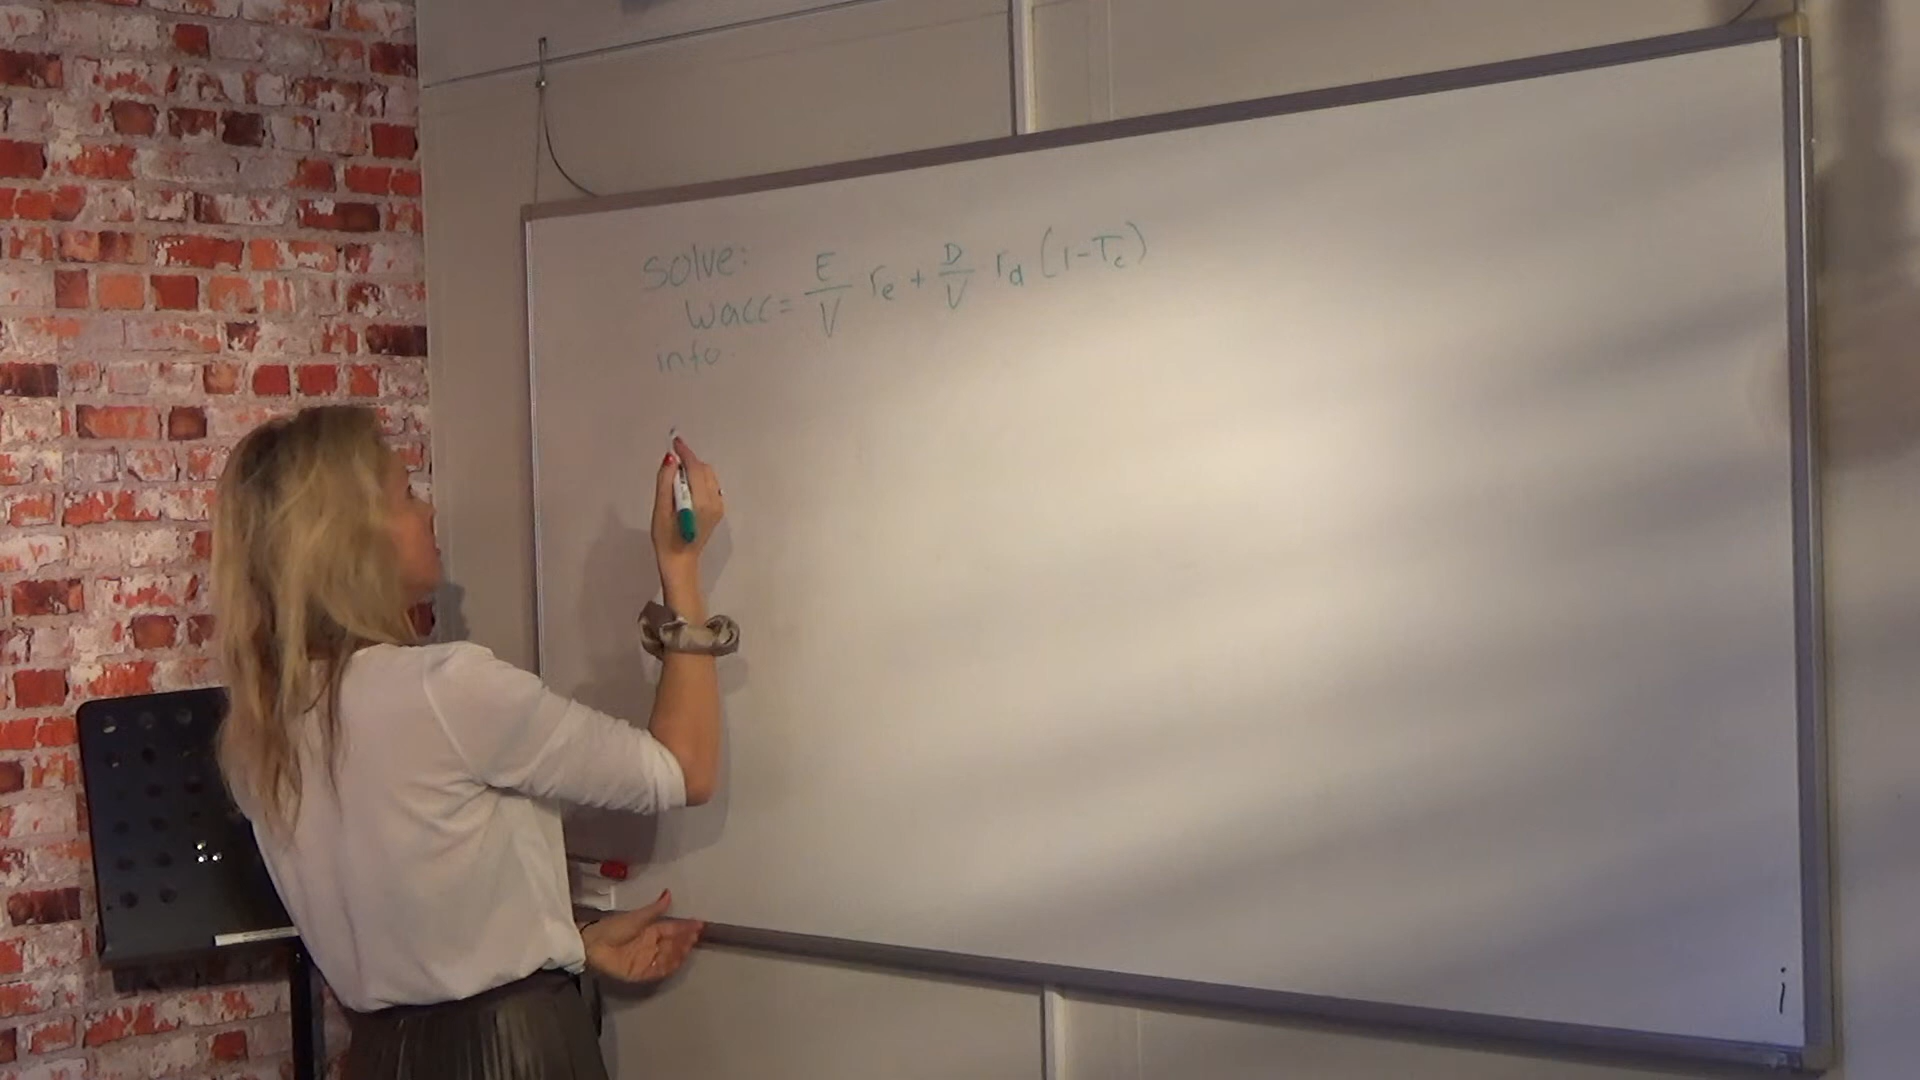 solve:
Wacc = E/V re + D/V rd (1-Tc)
info.
i